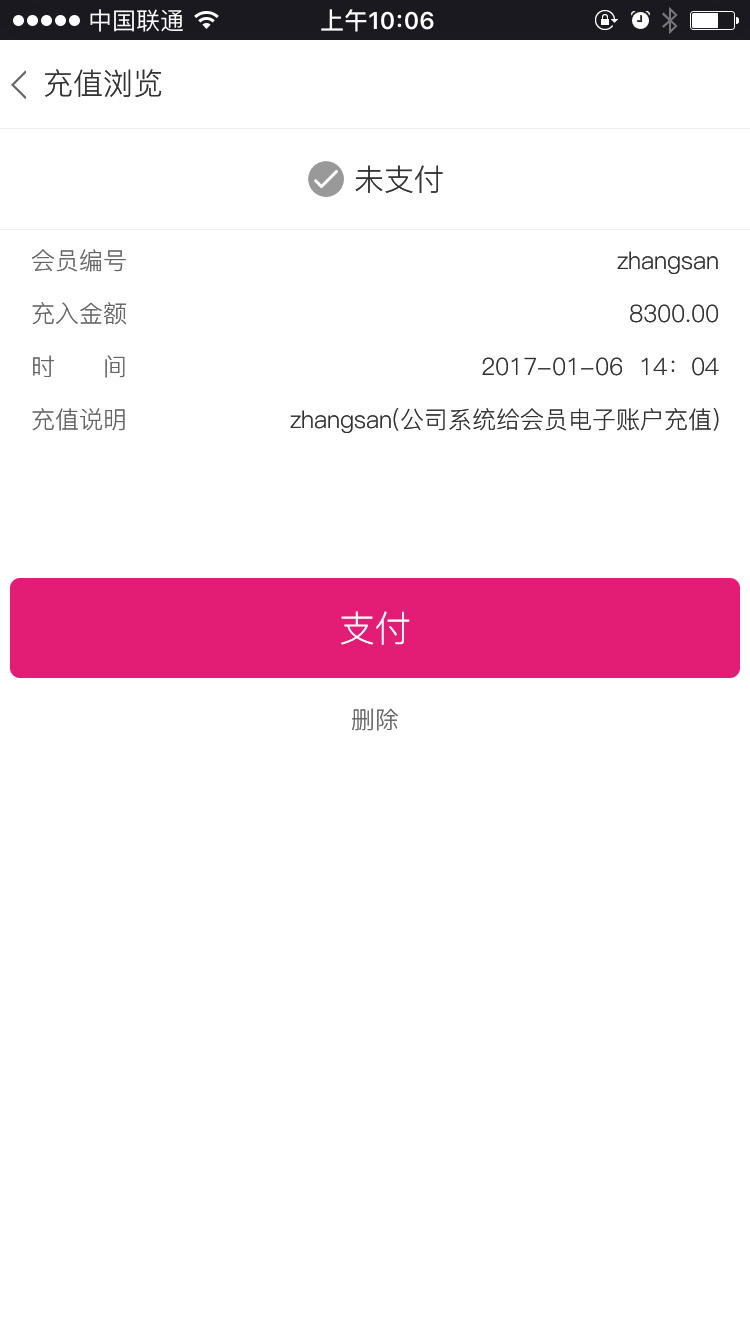 中国联通 上午10:06
充值浏览
未支付
会员编号 zhangsan
充入金额 8300.00
时 间 2017-01-06 14：04
充值说明 zhangsan(公司系统给会员电子账户充值)
支付
删除